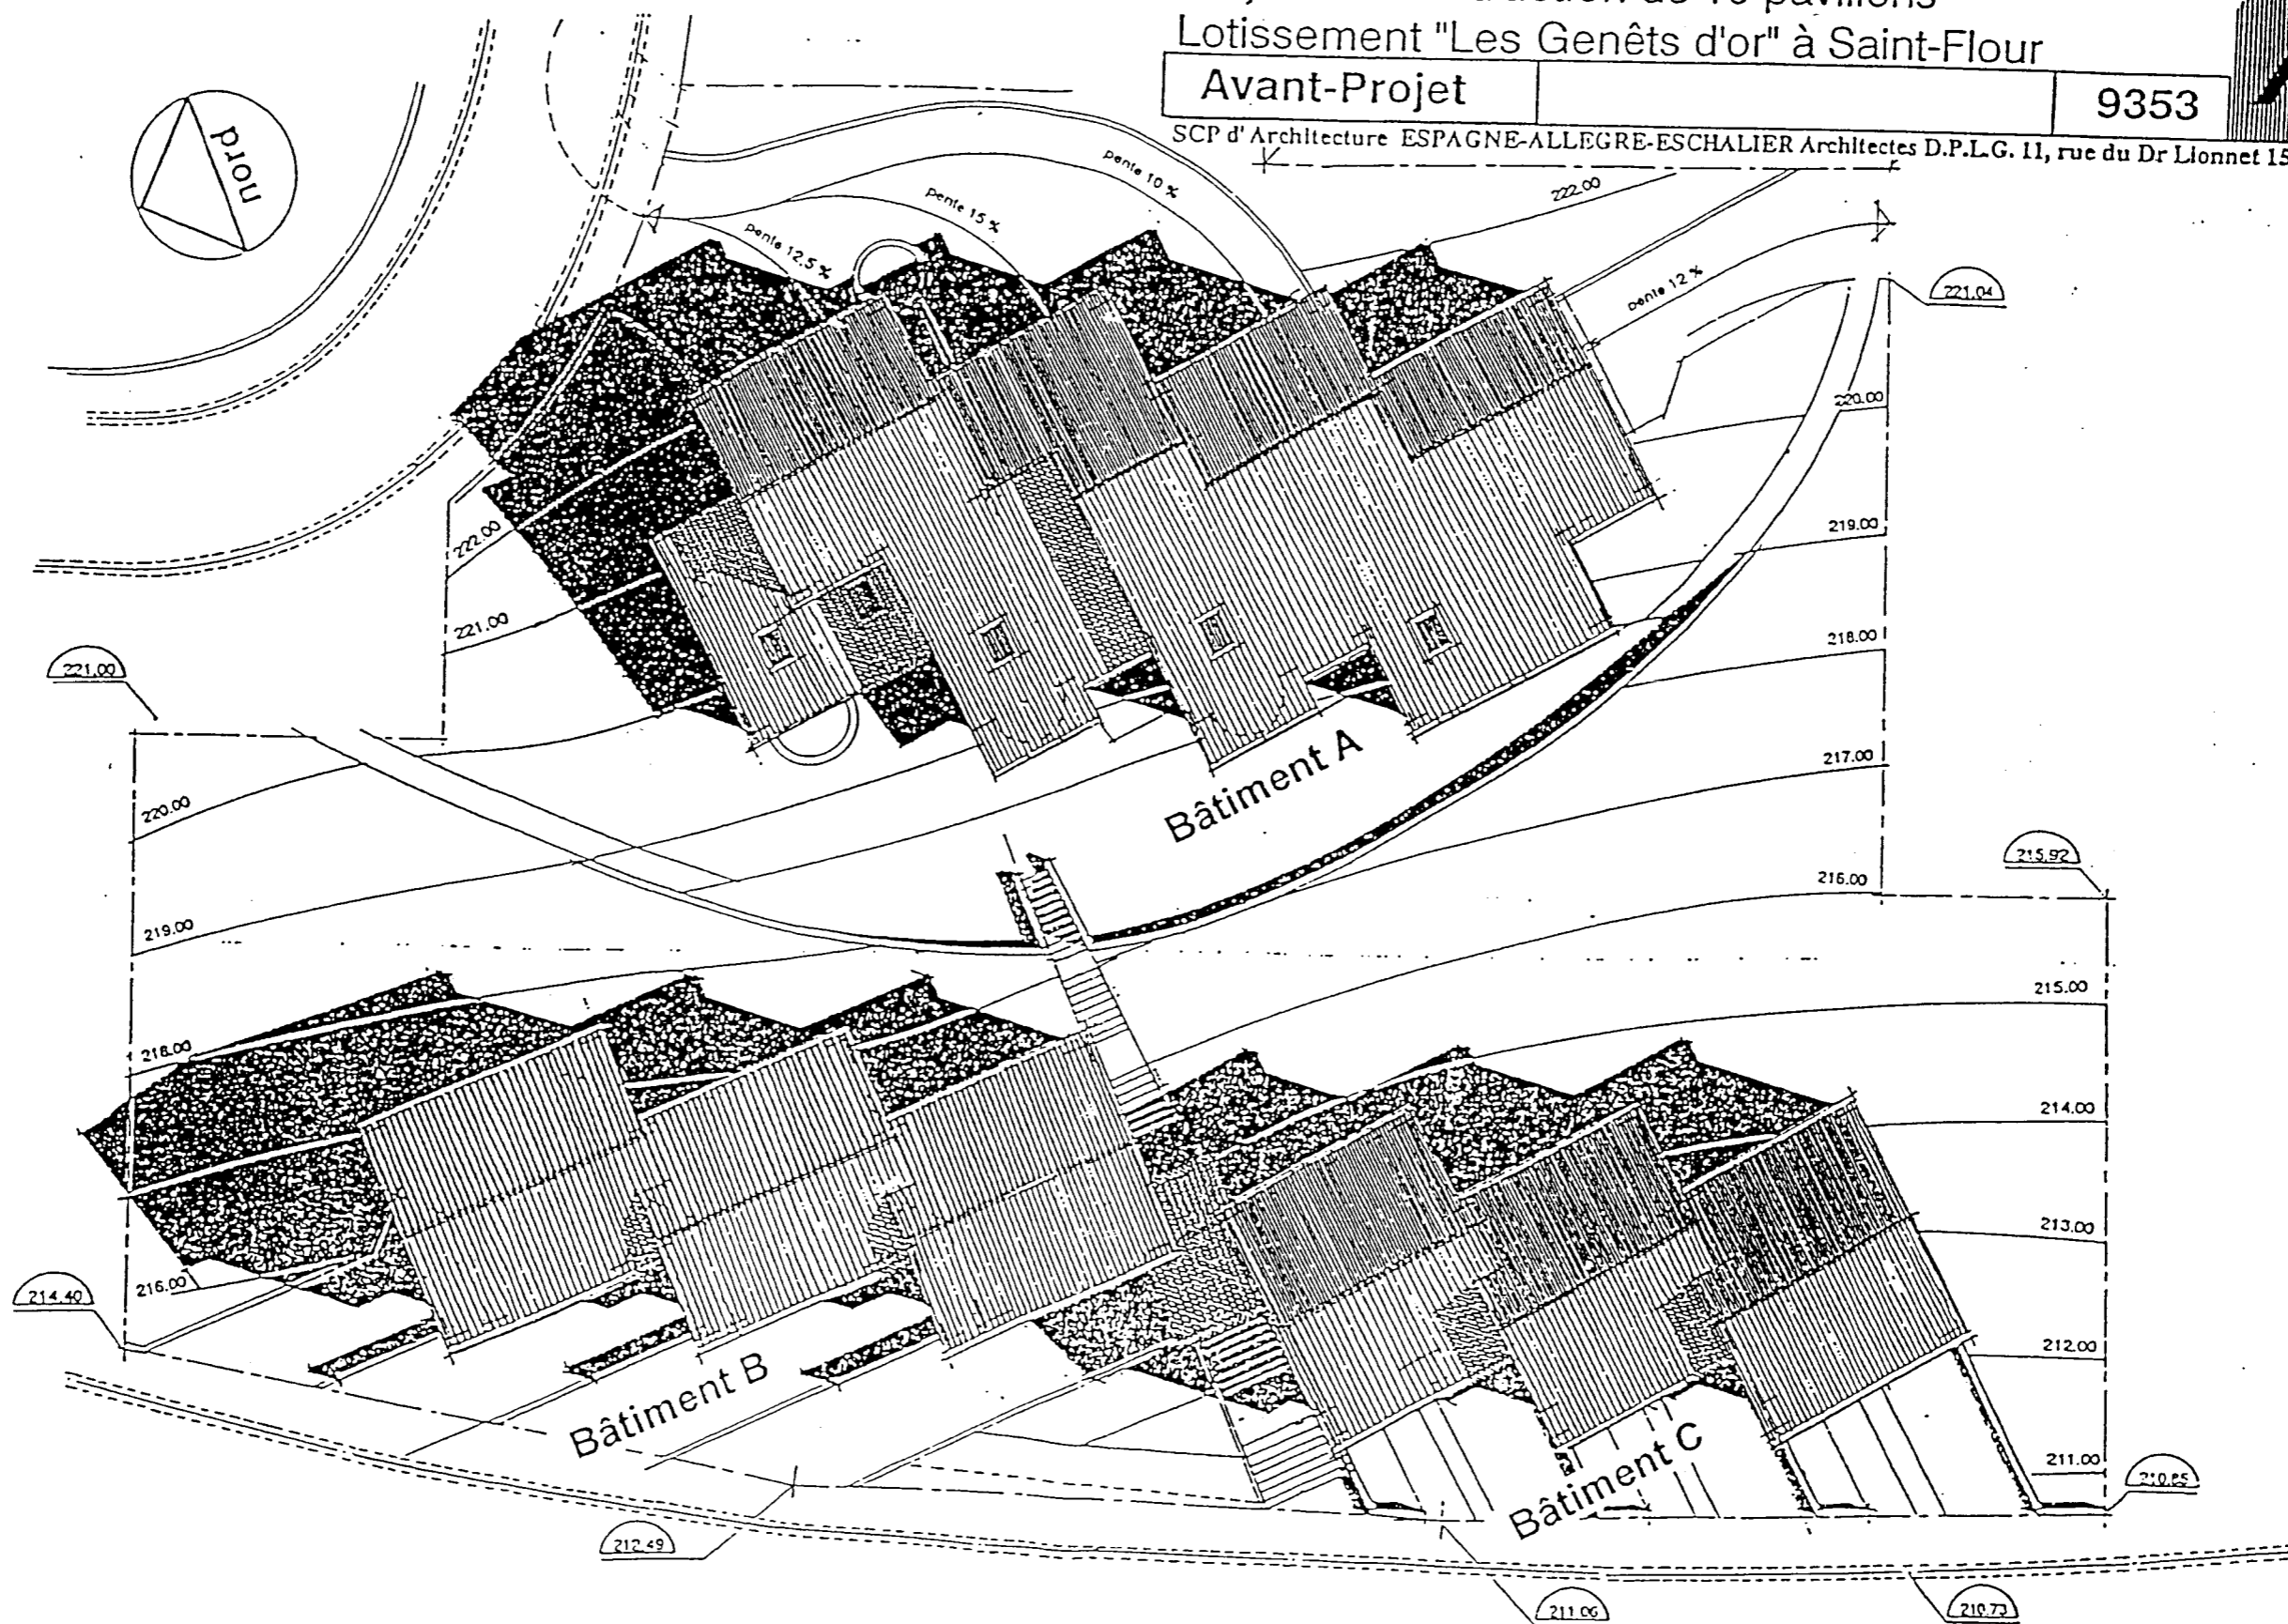 de 10 pavillons
Lotissement "Les Genêts d'or" à Saint-Flour
Avant-Projet
9353
SCP d'Architecture ESPAGNE-ALLEGRE-ESCHALIER Architectes D.P.L.G. 11, rue du Dr Lionnet 15
nord
pente 10 %
222.00
pente 15 %
pente 12.5 %
pente 12 %
221.04
220.00
222.00
219.00
221.00
218.00
221.00
217.00
Bâtiment A
220.00
215.92
216.00
219.00
215.00
218.00
214.00
213.00
216.00
214.40
212.00
Bâtiment B
211.00
210.85
Bâtiment C
212.49
211.06
210.73